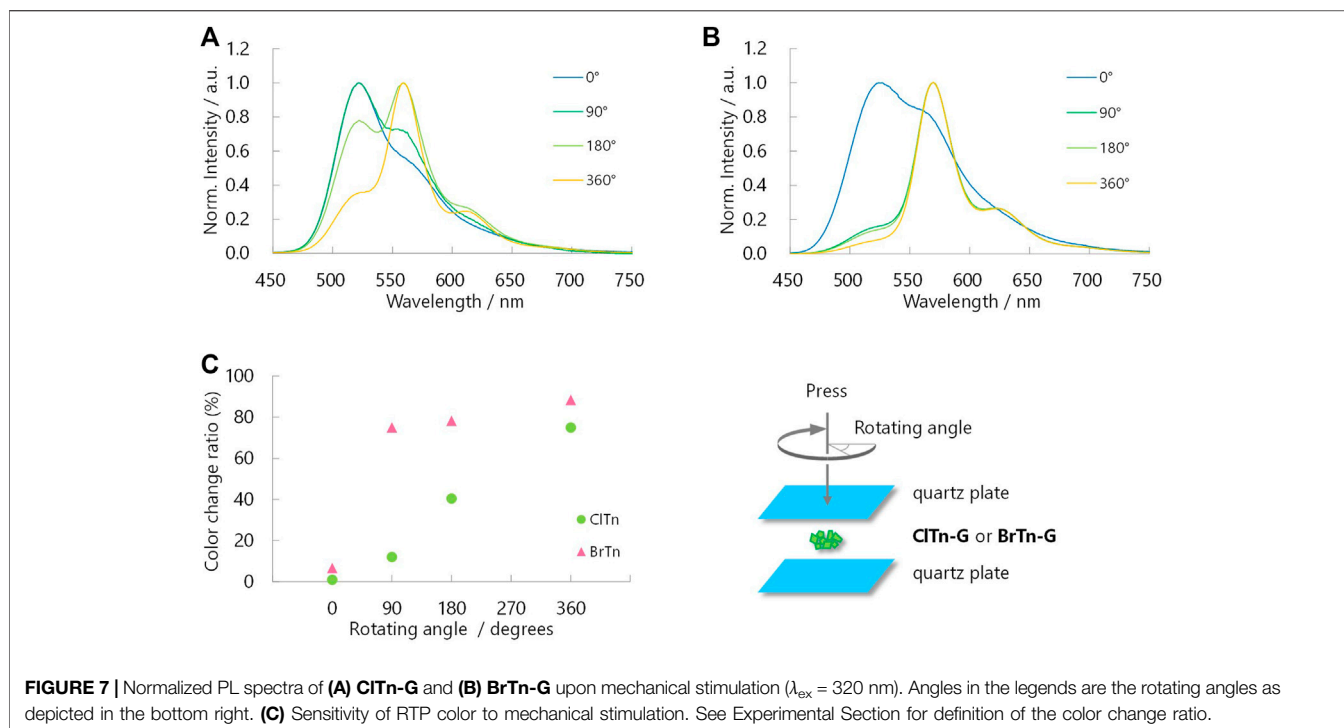 A
B
1.2
1.0
0.8
0.6
0.4
0.2
0.0
Norm. Intensity / a.u.
0°
90°
180°
360°
450 500 550 600 650 700 750
Wavelength / nm
1.2
1.0
0.8
0.6
0.4
0.2
0.0
Norm. Intensity / a.u.
0°
90°
180°
360°
450 500 550 600 650 700 750
Wavelength / nm
C
100
80
60
40
20
0
Color change ratio (%)
ClTn
BrTn
0 90 180 270 360
Rotating angle / degrees
Press
Rotating angle
quartz plate
ClTn-G or BrTn-G
quartz plate
FIGURE 7 | Normalized PL spectra of (A) ClTn-G and (B) BrTn-G upon mechanical stimulation (λex = 320 nm). Angles in the legends are the rotating angles as
depicted in the bottom right. (C) Sensitivity of RTP color to mechanical stimulation. See Experimental Section for definition of the color change ratio.